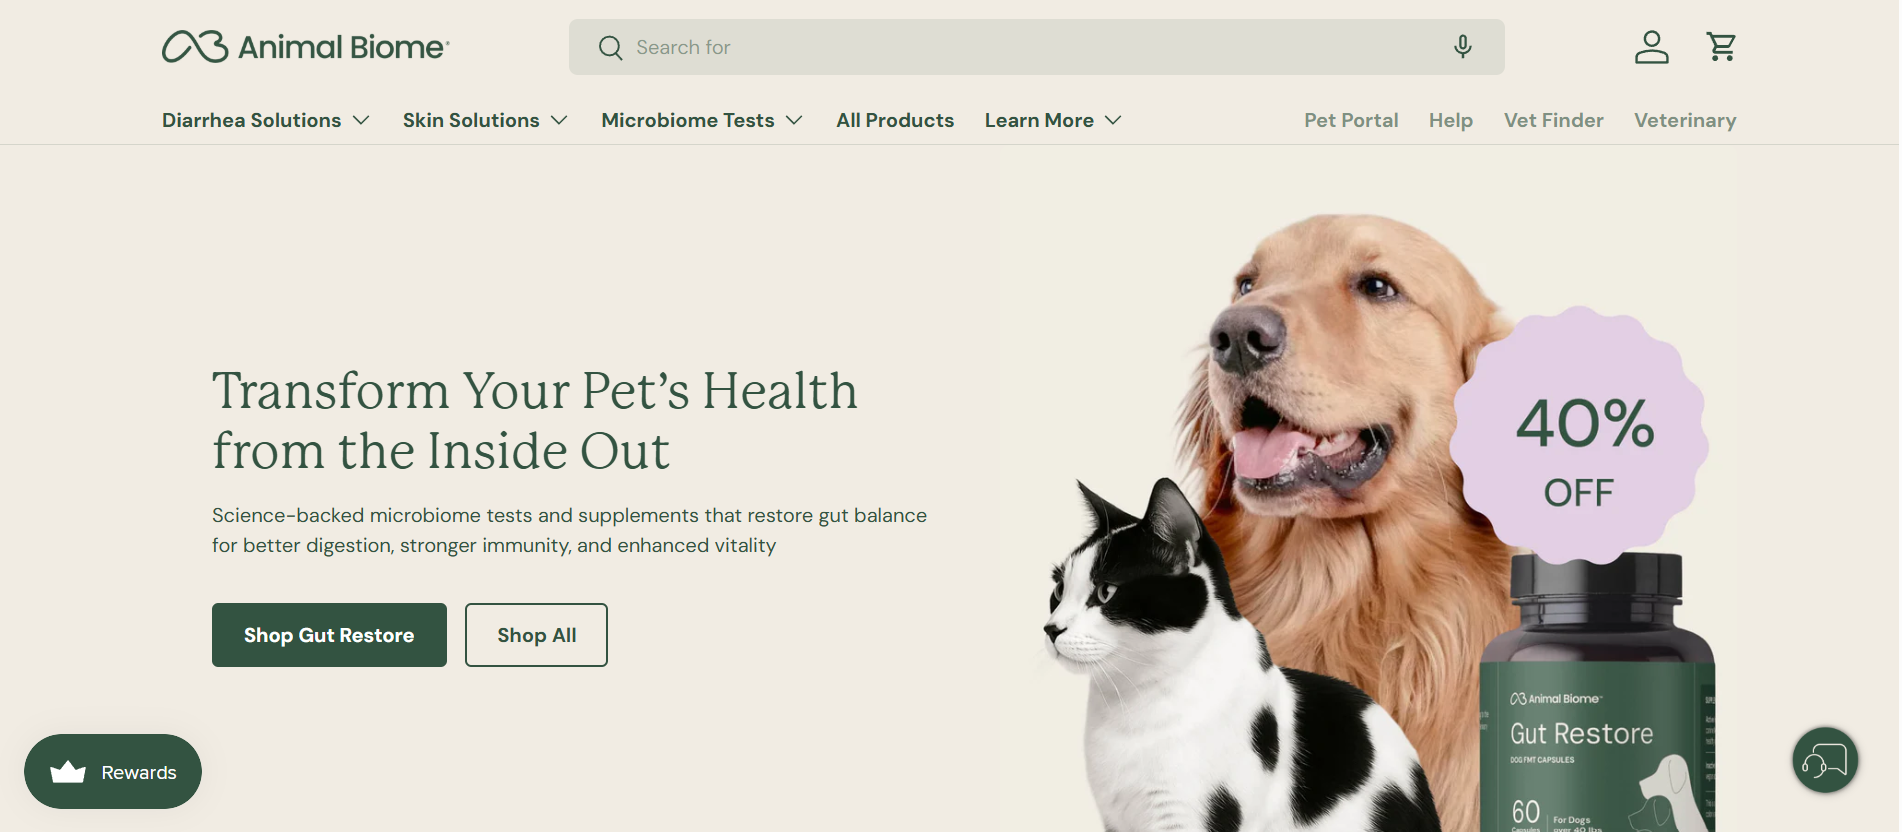 Animal Biome
Search for
Diarrhea Solutions
Skin Solutions
Microbiome Tests
All Products
Learn More
Pet Portal
Help
Vet Finder
Veterinary
Transform Your Pet’s Health
from the Inside Out
Science-backed microbiome tests and supplements that restore gut balance
for better digestion, stronger immunity, and enhanced vitality
Shop Gut Restore
Shop All
40%
OFF
Animal Biome™
Gut Restore
DOG FMT CAPSULES
60
Capsules
For Dogs
over 40 lbs
Rewards